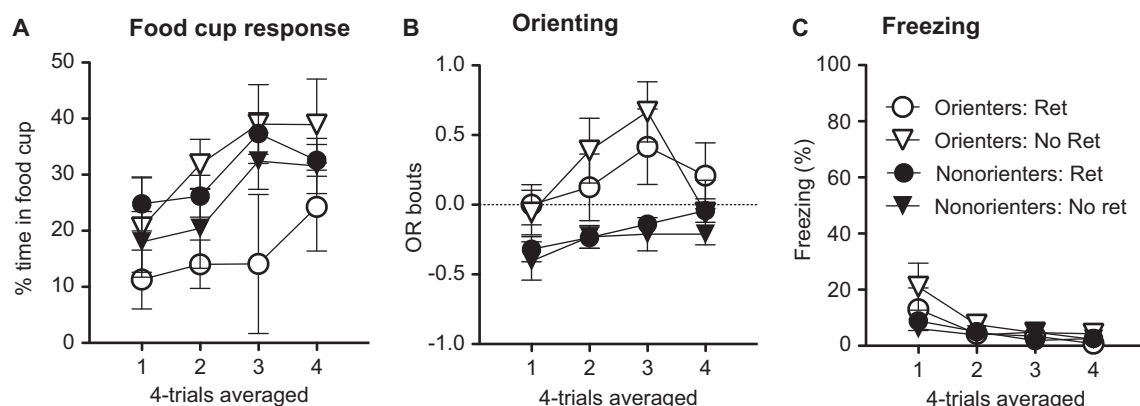 A Food cup response
% time in food cup
50
40
30
20
10
0
1 2 3 4
4-trials averaged
B Orienting
OR bouts
1.0
0.5
0.0
-0.5
-1.0
1 2 3 4
4-trials averaged
C Freezing
Freezing (%)
100
80
60
40
20
0
Orienters: Ret
Orienters: No Ret
Nonorienters: Ret
Nonorienters: No ret
1 2 3 4
4-trials averaged